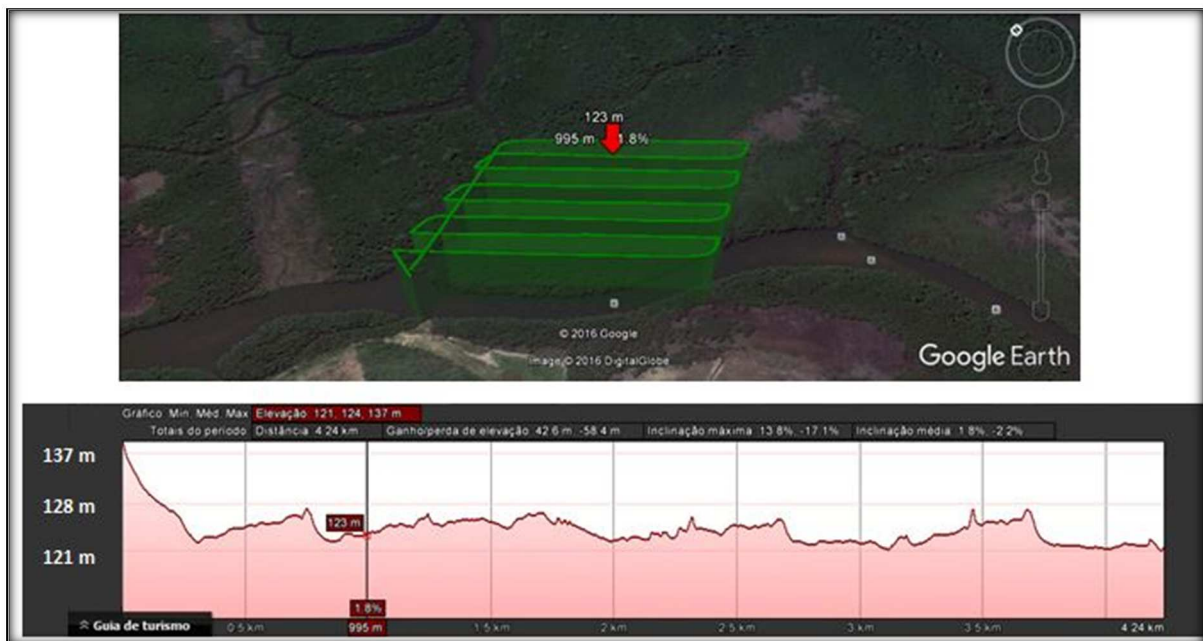 123 m
995 m 1.8%
© 2016 Google
Image © 2016 DigitalGlobe
Google Earth
Gráfico Min. Méd. Max Elevação 121, 124, 137 m
Totais do período Distância 4.24 km Ganho/perda de elevação 42.6 m, -58.4 m Inclinação máxima 13.8%, -17.1% Inclinação média 1.8%, -2.2%
137 m
128 m
123 m
121 m
1.8%
Guia de turismo 0.5 km 995 m 1.5 km 2 km 2.5 km 3 km 3.5 km 4.24 km